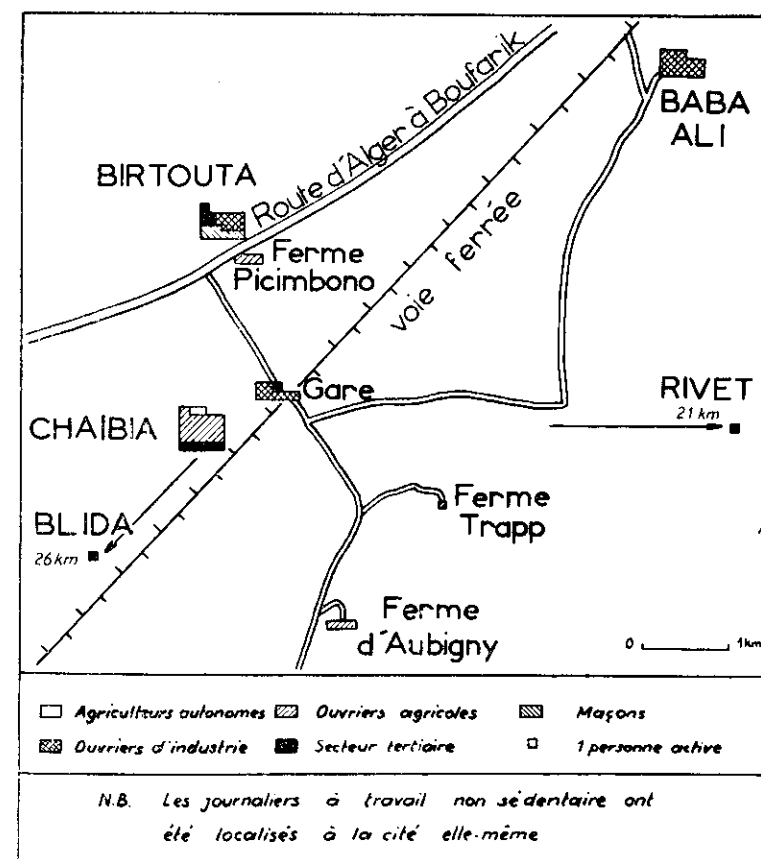 BABA
ALI
Route d'Alger à Boufarik
BIRTOUTA
Ferme
Picimbono
voie ferrée
Gare
RIVET
21 km
CHAÏBIA
Ferme
Trapp
BLIDA
26 km
Ferme
d'Aubigny
0 1km
Agriculteurs autonomes Ouvriers agricoles Maçons
Ouvriers d'industrie Secteur tertiaire 1 personne active
N.B. Les journaliers à travail non sédentaire ont
été localisés à la cité elle-même